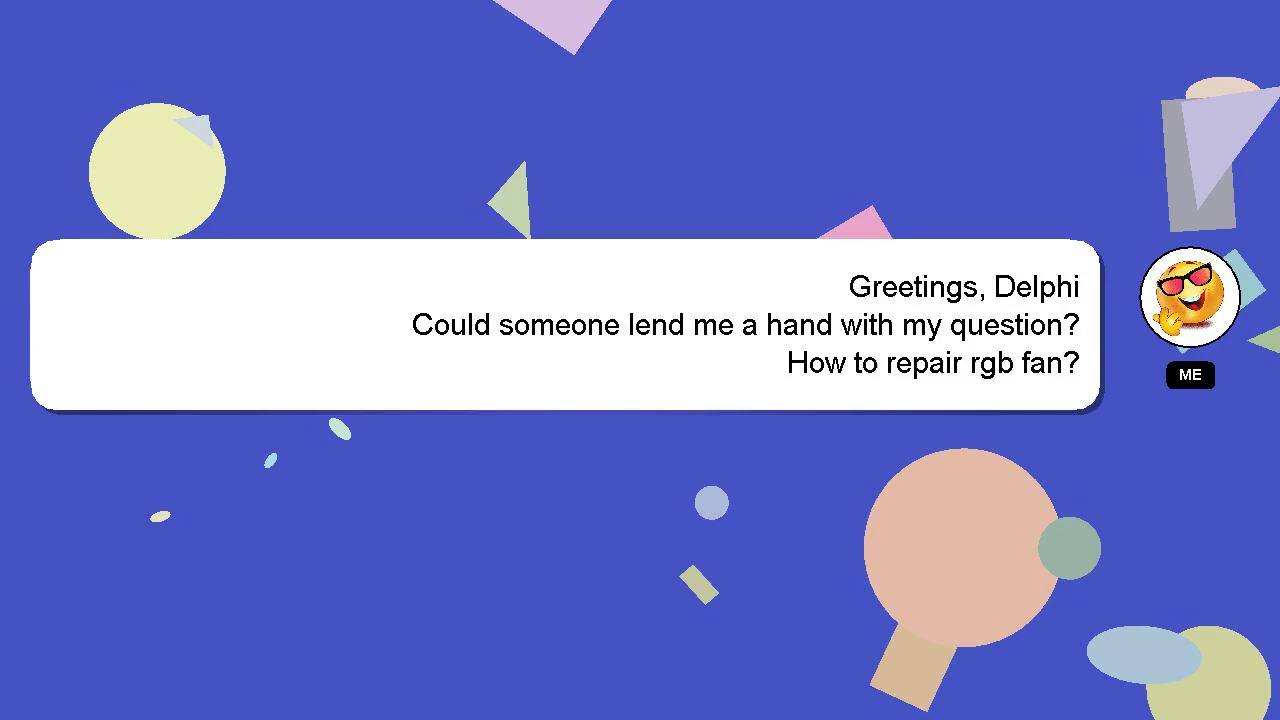 Greetings, Delphi
Could someone lend me a hand with my question?
How to repair rgb fan?
ME